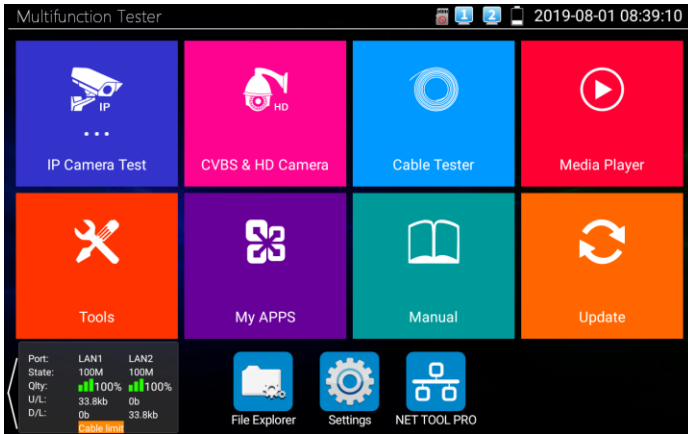 Multifunction Tester 1 2 2019-08-01 08:39:10
IP HD
IP Camera Test CVBS & HD Camera Cable Tester Media Player
Tools My APPS Manual Update
Port: LAN1 LAN2
State: 100M 100M
Qlty: 100% 100%
U/L: 33.8kb 0b
D/L: 0b 33.8kb
Cable limit
File Explorer Settings NET TOOL PRO